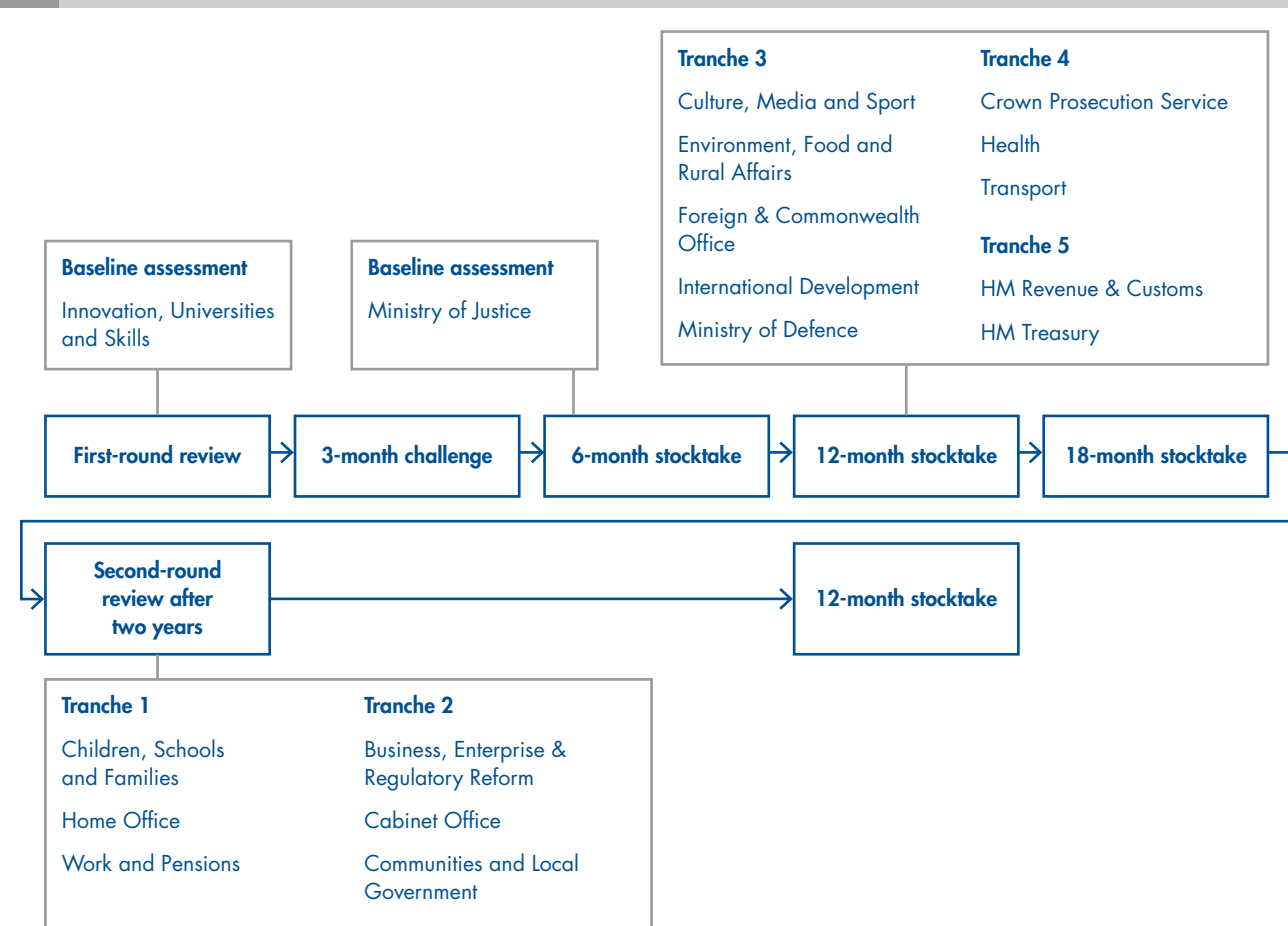 Tranche 3
Culture, Media and Sport
Environment, Food and
Rural Affairs
Foreign & Commonwealth
Office
International Development
Ministry of Defence
Tranche 4
Crown Prosecution Service
Health
Transport
Tranche 5
HM Revenue & Customs
HM Treasury
Baseline assessment
Innovation, Universities
and Skills
Baseline assessment
Ministry of Justice
First-round review
3-month challenge
6-month stocktake
12-month stocktake
18-month stocktake
Second-round
review after
two years
12-month stocktake
Tranche 1
Children, Schools
and Families
Home Office
Work and Pensions
Tranche 2
Business, Enterprise &
Regulatory Reform
Cabinet Office
Communities and Local
Government